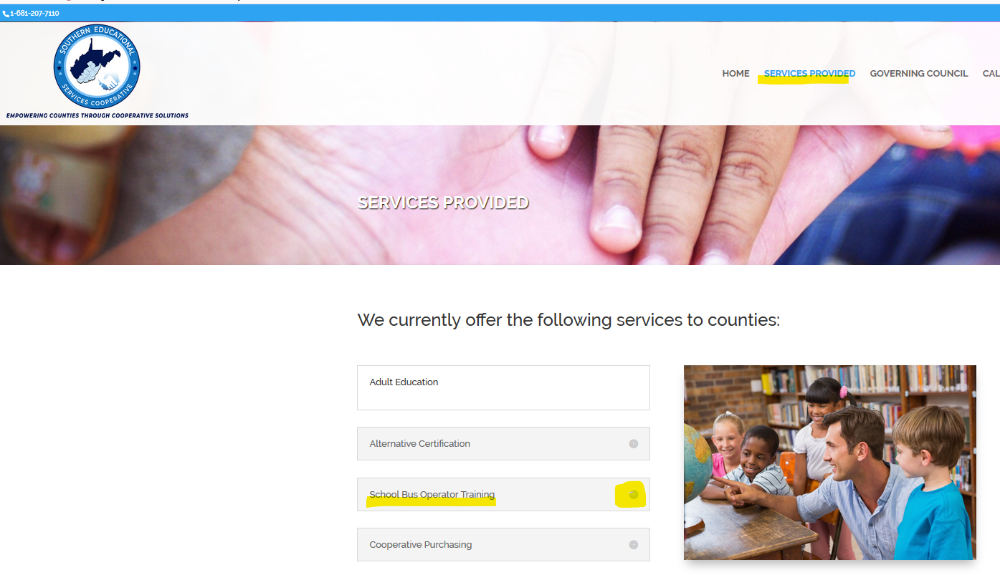 1-681-207-7110
SOUTHERN EDUCATIONAL
SERVICES COOPERATIVE
EMPOWERING COUNTIES THROUGH COOPERATIVE SOLUTIONS
HOME SERVICES PROVIDED GOVERNING COUNCIL CAL
SERVICES PROVIDED
We currently offer the following services to counties:
Adult Education
Alternative Certification
School Bus Operator Training
Cooperative Purchasing